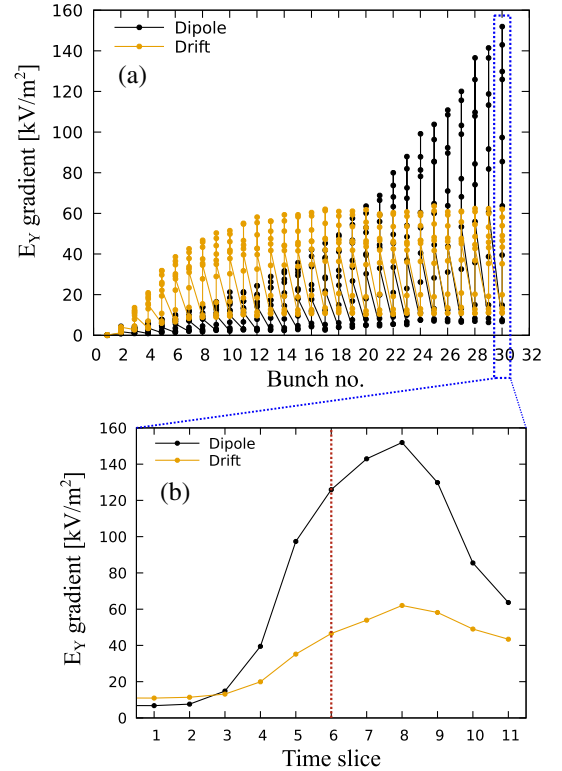 160
140
120
100
80
60
40
20
0
E_Y gradient [kV/m²]
Dipole
Drift
(a)
0 2 4 6 8 10 12 14 16 18 20 22 24 26 28 30 32
Bunch no.
160
140
120
100
80
60
40
20
0
E_Y gradient [kV/m²]
Dipole
Drift
(b)
1 2 3 4 5 6 7 8 9 10 11
Time slice